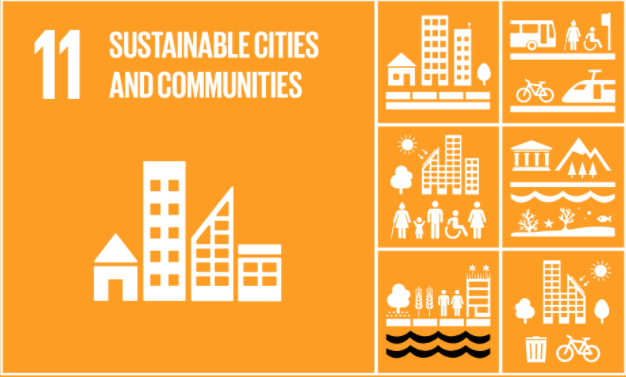 11 SUSTAINABLE CITIES
AND COMMUNITIES